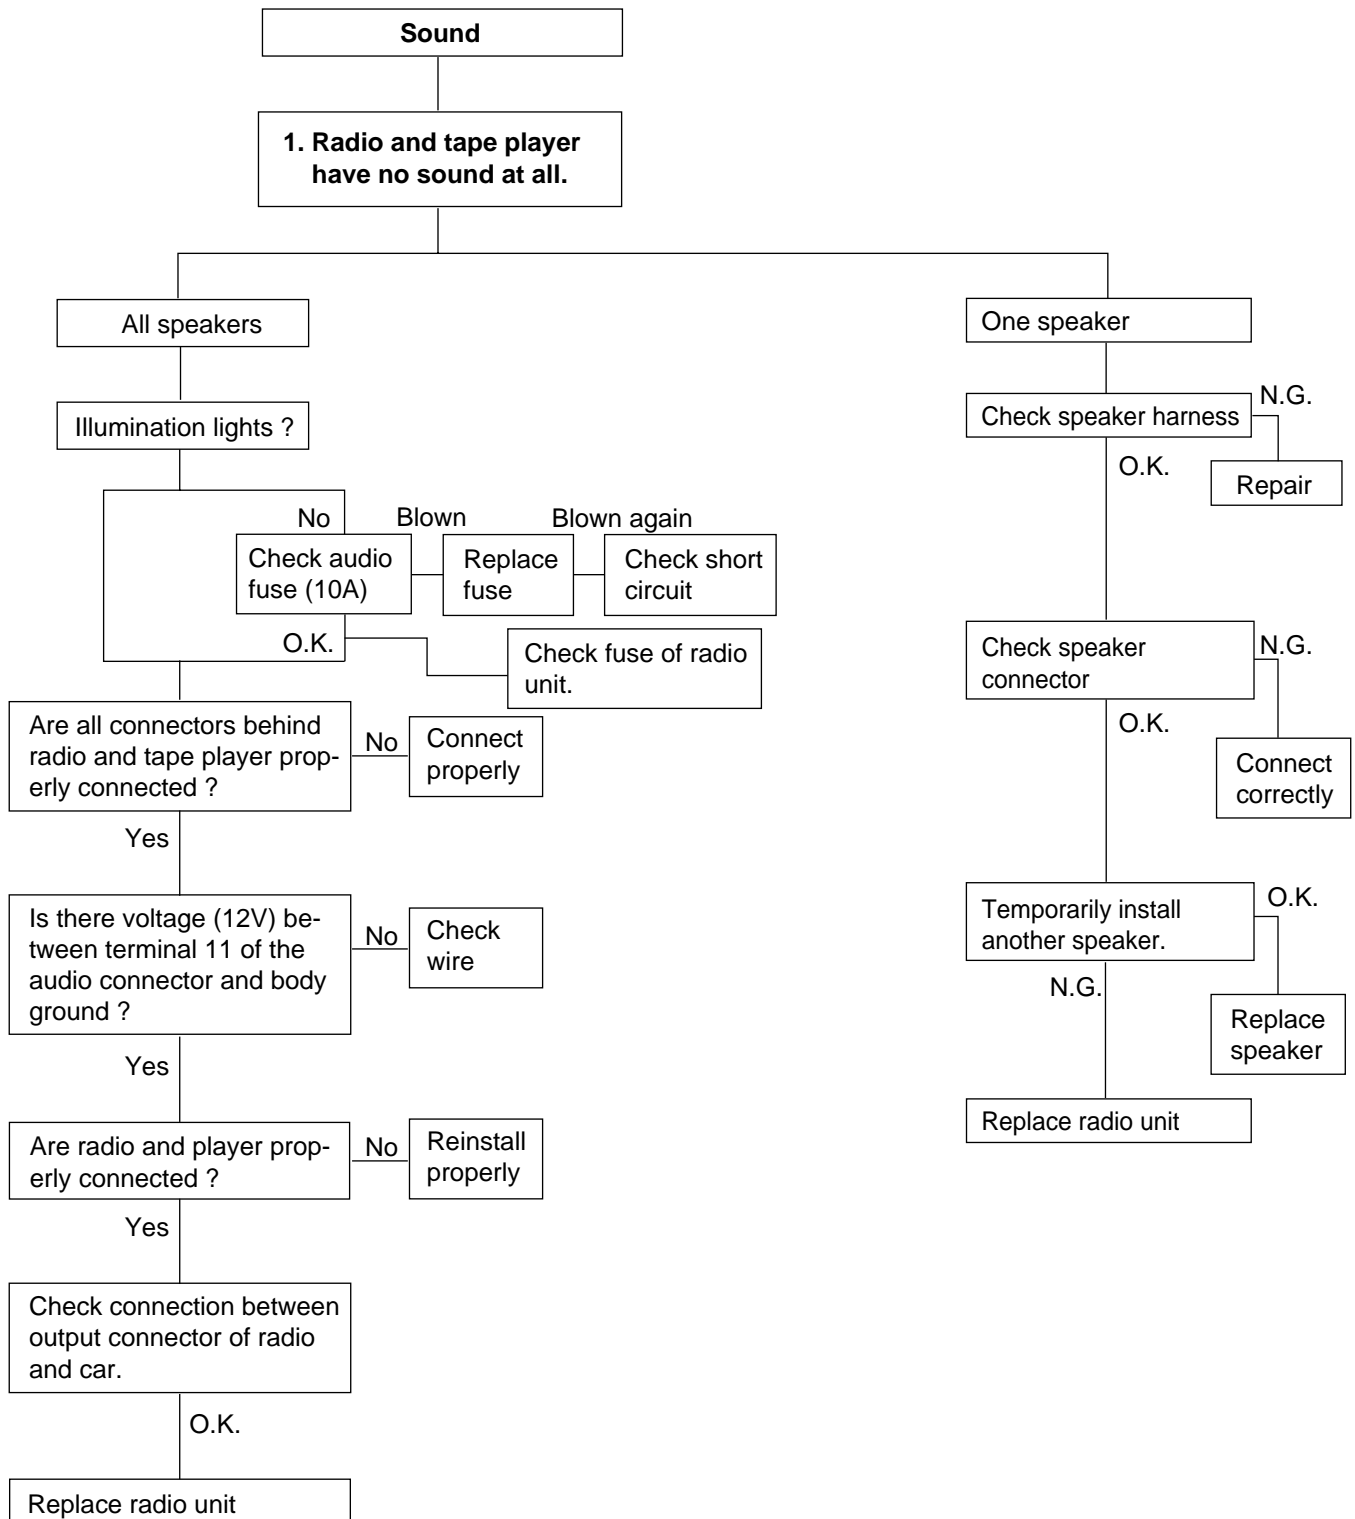 Sound
1. Radio and tape player
have no sound at all.
All speakers
Illumination lights ?
No
Check audio
fuse (10A)
Blown
Replace
fuse
Blown again
Check short
circuit
O.K.
Check fuse of radio
unit.
Are all connectors behind
radio and tape player prop-
erly connected ?
No
Connect
properly
Yes
Is there voltage (12V) be-
tween terminal 11 of the
audio connector and body
ground ?
No
Check
wire
Yes
Are radio and player prop-
erly connected ?
No
Reinstall
properly
Yes
Check connection between
output connector of radio
and car.
O.K.
Replace radio unit
One speaker
Check speaker harness
N.G.
Repair
O.K.
Check speaker
connector
N.G.
Connect
correctly
O.K.
Temporarily install
another speaker.
O.K.
Replace
speaker
N.G.
Replace radio unit